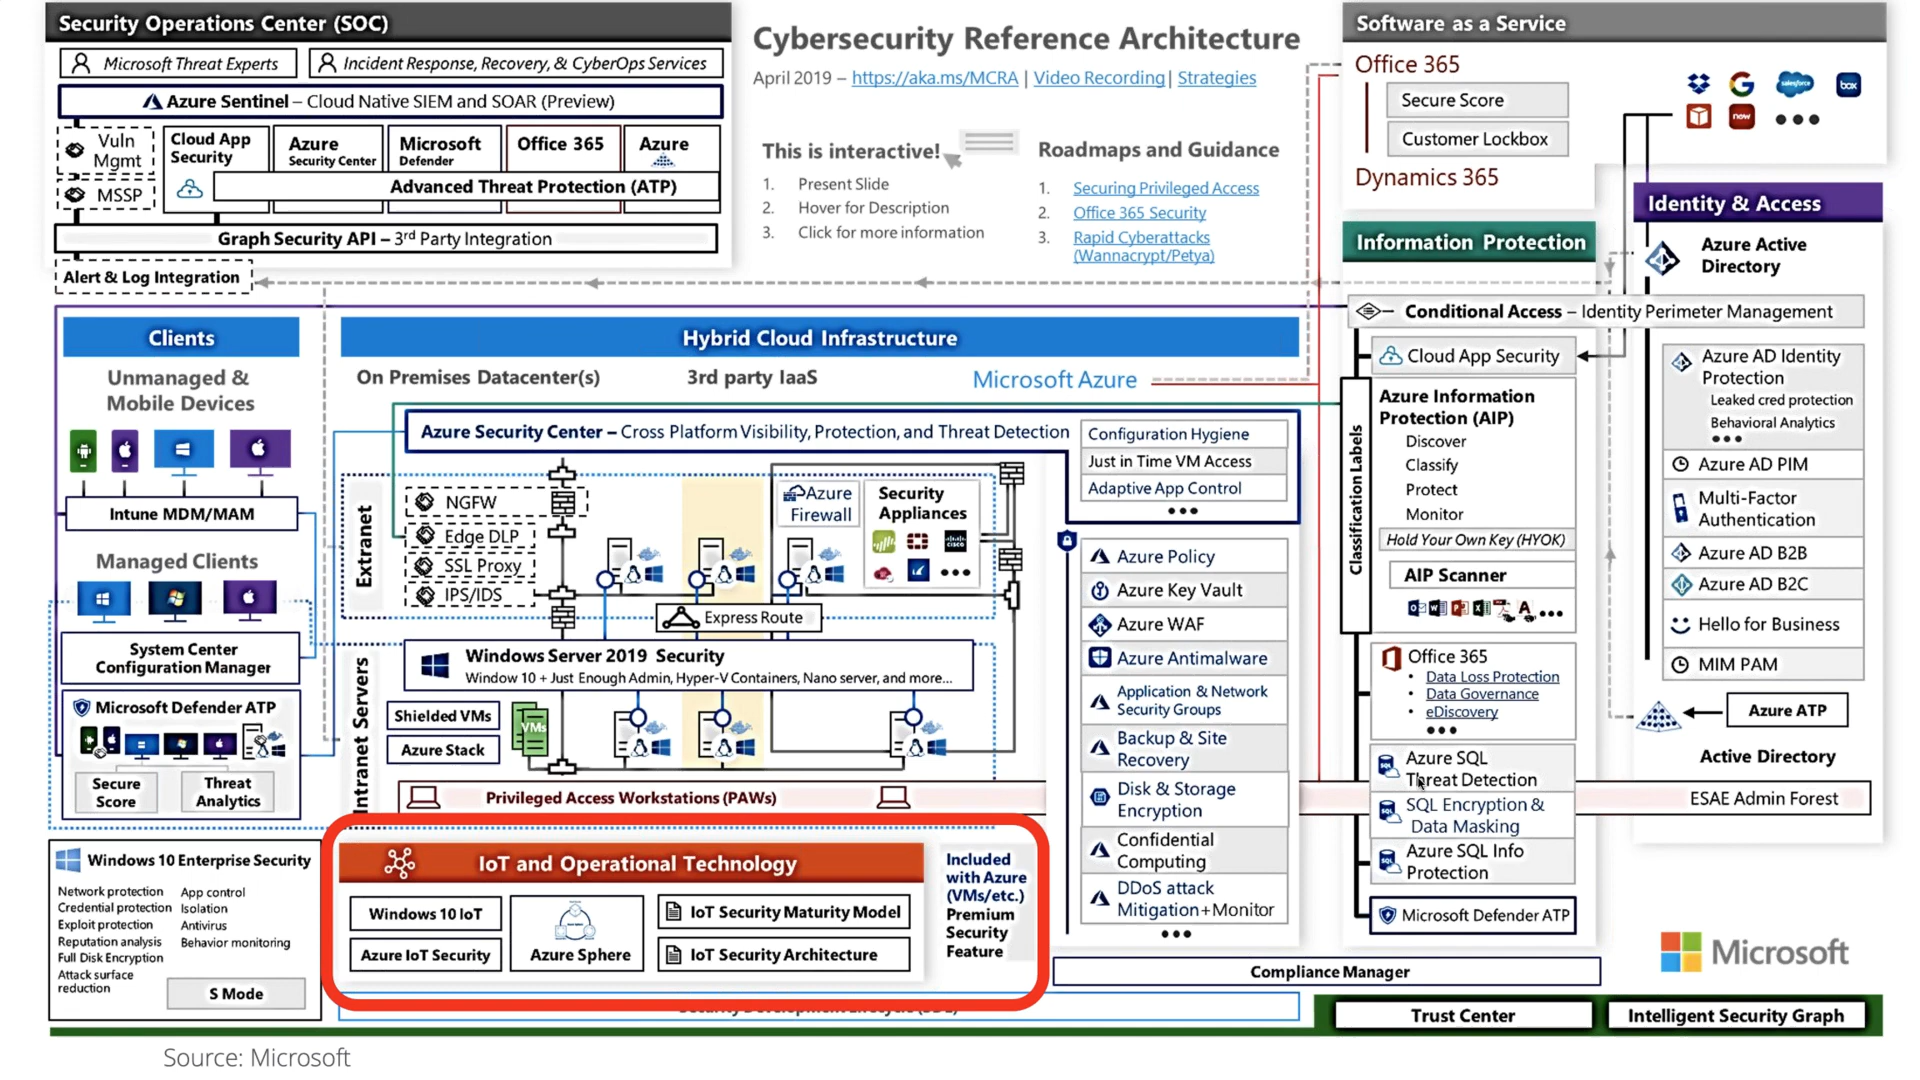 Security Operations Center (SOC)
Microsoft Threat Experts
Incident Response, Recovery, & CyberOps Services
Azure Sentinel – Cloud Native SIEM and SOAR (Preview)
Vuln
Mgmt
MSSP
Cloud App
Security
Azure
Security Center
Microsoft
Defender
Office 365
Azure
Advanced Threat Protection (ATP)
Graph Security API – 3rd Party Integration
Alert & Log Integration
Cybersecurity Reference Architecture
April 2019 – https://aka.ms/MCRA | Video Recording | Strategies
This is interactive!
1. Present Slide
2. Hover for Description
3. Click for more information
Roadmaps and Guidance
1. Securing Privileged Access
2. Office 365 Security
3. Rapid Cyberattacks
(Wannacrypt/Petya)
Software as a Service
Office 365
Secure Score
Customer Lockbox
Dynamics 365
salesforce
box
now
Identity & Access
Azure Active
Directory
Information Protection
Conditional Access – Identity Perimeter Management
Cloud App Security
Azure Information
Protection (AIP)
Discover
Classify
Protect
Monitor
Hold Your Own Key (HYOK)
AIP Scanner
Classification Labels
Office 365
• Data Loss Protection
• Data Governance
• eDiscovery
SQL
Azure SQL
Threat Detection
SQL
SQL Encryption &
Data Masking
SQL
Azure SQL Info
Protection
Microsoft Defender ATP
Azure AD Identity
Protection
Leaked cred protection
Behavioral Analytics
Azure AD PIM
Multi-Factor
Authentication
Azure AD B2B
Azure AD B2C
Hello for Business
MIM PAM
Azure ATP
Active Directory
ESAE Admin Forest
Clients
Unmanaged &
Mobile Devices
Intune MDM/MAM
Managed Clients
System Center
Configuration Manager
Microsoft Defender ATP
Secure
Score
Threat
Analytics
Hybrid Cloud Infrastructure
On Premises Datacenter(s)
3rd party IaaS
Microsoft Azure
Azure Security Center – Cross Platform Visibility, Protection, and Threat Detection
Configuration Hygiene
Just in Time VM Access
Adaptive App Control
Extranet
NGFW
Edge DLP
SSL Proxy
IPS/IDS
Azure
Firewall
Security
Appliances
CISCO
Express Route
Intranet Servers
Windows Server 2019 Security
Window 10 + Just Enough Admin, Hyper-V Containers, Nano server, and more...
Shielded VMs
VMs
Azure Stack
Privileged Access Workstations (PAWs)
Azure Policy
Azure Key Vault
Azure WAF
Azure Antimalware
Application & Network
Security Groups
Backup & Site
Recovery
Disk & Storage
Encryption
Confidential
Computing
DDoS attack
Mitigation+Monitor
Windows 10 Enterprise Security
Network protection
Credential protection
Exploit protection
Reputation analysis
Full Disk Encryption
Attack surface
reduction
App control
Isolation
Antivirus
Behavior monitoring
S Mode
IoT and Operational Technology
Windows 10 IoT
Azure IoT Security
Azure Sphere
IoT Security Maturity Model
IoT Security Architecture
Included
with Azure
(VMs/etc.)
Premium
Security
Feature
Compliance Manager
Microsoft
Security Development Lifecycle (SDL)
Trust Center
Intelligent Security Graph
Source: Microsoft